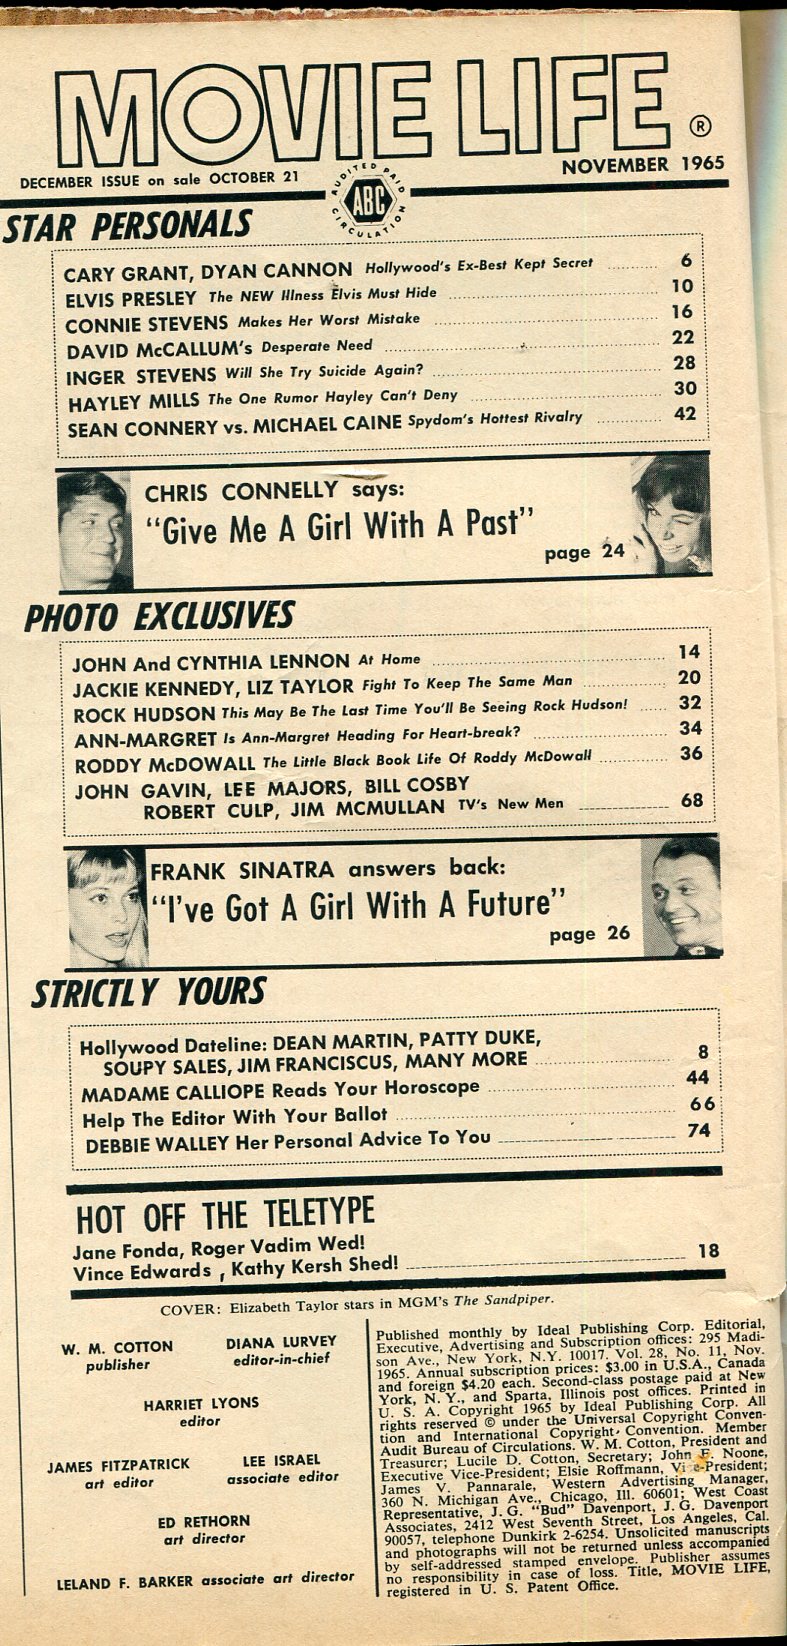 MOVIE LIFE ®
DECEMBER ISSUE on sale OCTOBER 21
NOVEMBER 1965
AUDITED PAID
ABC
CIRCULATION
STAR PERSONALS
CARY GRANT, DYAN CANNON Hollywood's Ex-Best Kept Secret 6
ELVIS PRESLEY The NEW Illness Elvis Must Hide 10
CONNIE STEVENS Makes Her Worst Mistake 16
DAVID McCALLUM's Desperate Need 22
INGER STEVENS Will She Try Suicide Again? 28
HAYLEY MILLS The One Rumor Hayley Can't Deny 30
SEAN CONNERY vs. MICHAEL CAINE Spydom's Hottest Rivalry 42
CHRIS CONNELLY says:
"Give Me A Girl With A Past"
page 24
PHOTO EXCLUSIVES
JOHN And CYNTHIA LENNON At Home 14
JACKIE KENNEDY, LIZ TAYLOR Fight To Keep The Same Man 20
ROCK HUDSON This May Be The Last Time You'll Be Seeing Rock Hudson! 32
ANN-MARGRET Is Ann-Margret Heading For Heart-break? 34
RODDY McDOWALL The Little Black Book Life Of Roddy McDowall 36
JOHN GAVIN, LEE MAJORS, BILL COSBY
ROBERT CULP, JIM MCMULLAN TV's New Men 68
FRANK SINATRA answers back:
"I've Got A Girl With A Future"
page 26
STRICTLY YOURS
Hollywood Dateline: DEAN MARTIN, PATTY DUKE,
SOUPY SALES, JIM FRANCISCUS, MANY MORE 8
MADAME CALLIOPE Reads Your Horoscope 44
Help The Editor With Your Ballot 66
DEBBIE WALLEY Her Personal Advice To You 74
HOT OFF THE TELETYPE
Jane Fonda, Roger Vadim Wed!
Vince Edwards, Kathy Kersh Shed! 18
COVER: Elizabeth Taylor stars in MGM's The Sandpiper.
W. M. COTTON
publisher
DIANA LURVEY
editor-in-chief
HARRIET LYONS
editor
JAMES FITZPATRICK
art editor
LEE ISRAEL
associate editor
ED RETHORN
art director
LELAND F. BARKER associate art director
Published monthly by Ideal Publishing Corp. Editorial,
Executive, Advertising and Subscription offices: 295 Madi-
son Ave., New York, N.Y. 10017. Vol. 28, No. 11, Nov.
1965. Annual subscription prices: $3.00 in U.S.A., Canada
and foreign $4.20 each. Second-class postage paid at New
York, N. Y., and Sparta, Illinois post offices. Printed in
U. S. A. Copyright 1965 by Ideal Publishing Corp. All
rights reserved © under the Universal Copyright Conven-
tion and International Copyright Convention. Member
Audit Bureau of Circulations. W. M. Cotton, President and
Treasurer; Lucile D. Cotton, Secretary; John F. Noone,
Executive Vice-President; Elsie Roffmann, Vice-President;
James V. Pannarale, Western Advertising Manager,
360 N. Michigan Ave., Chicago, Ill. 60601; West Coast
Representative, J. G. "Bud" Davenport, J. G. Davenport
Associates, 2412 West Seventh Street, Los Angeles, Cal.
90057, telephone Dunkirk 2-6254. Unsolicited manuscripts
and photographs will not be returned unless accompanied
by self-addressed stamped envelope. Publisher assumes
no responsibility in case of loss. Title, MOVIE LIFE,
registered in U. S. Patent Office.